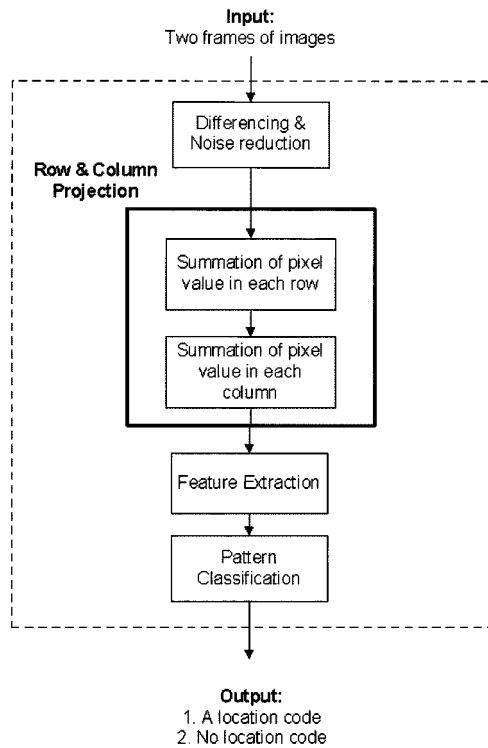 Input:
Two frames of images
Differencing &
Noise reduction
Row & Column
Projection
Summation of pixel
value in each row
Summation of pixel
value in each
column
Feature Extraction
Pattern
Classification
Output:
1. A location code
2. No location code